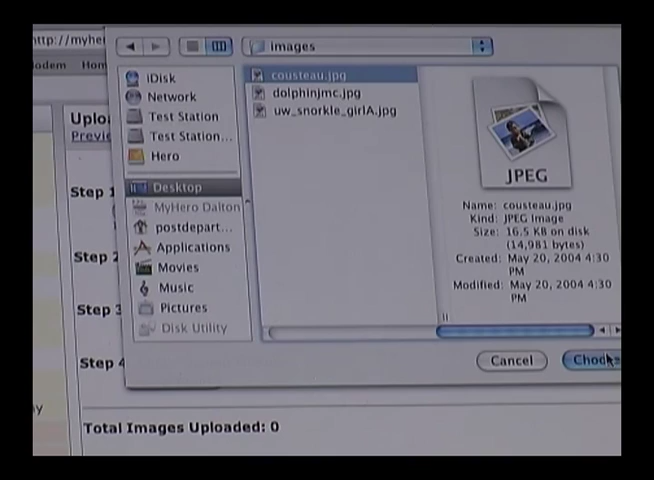 http://myhe
images
odem Hom
iDisk
Network
Test Station
Test Station...
Hero
Desktop
MyHero Dalton
postdepart...
Applications
Movies
Music
Pictures
Disk Utility
cousteau.jpg
dolphinjmc.jpg
uw_snorkle_girlA.jpg
JPEG
Name: cousteau.jpg
Kind: JPEG Image
Size: 16.5 KB on disk
(14,981 bytes)
Created: May 20, 2004 4:30
PM
Modified: May 20, 2004 4:30
PM
Uploa
Previe
Step 1
Step 2
Step 3
Step 4
Cancel
Choo
Total Images Uploaded: 0